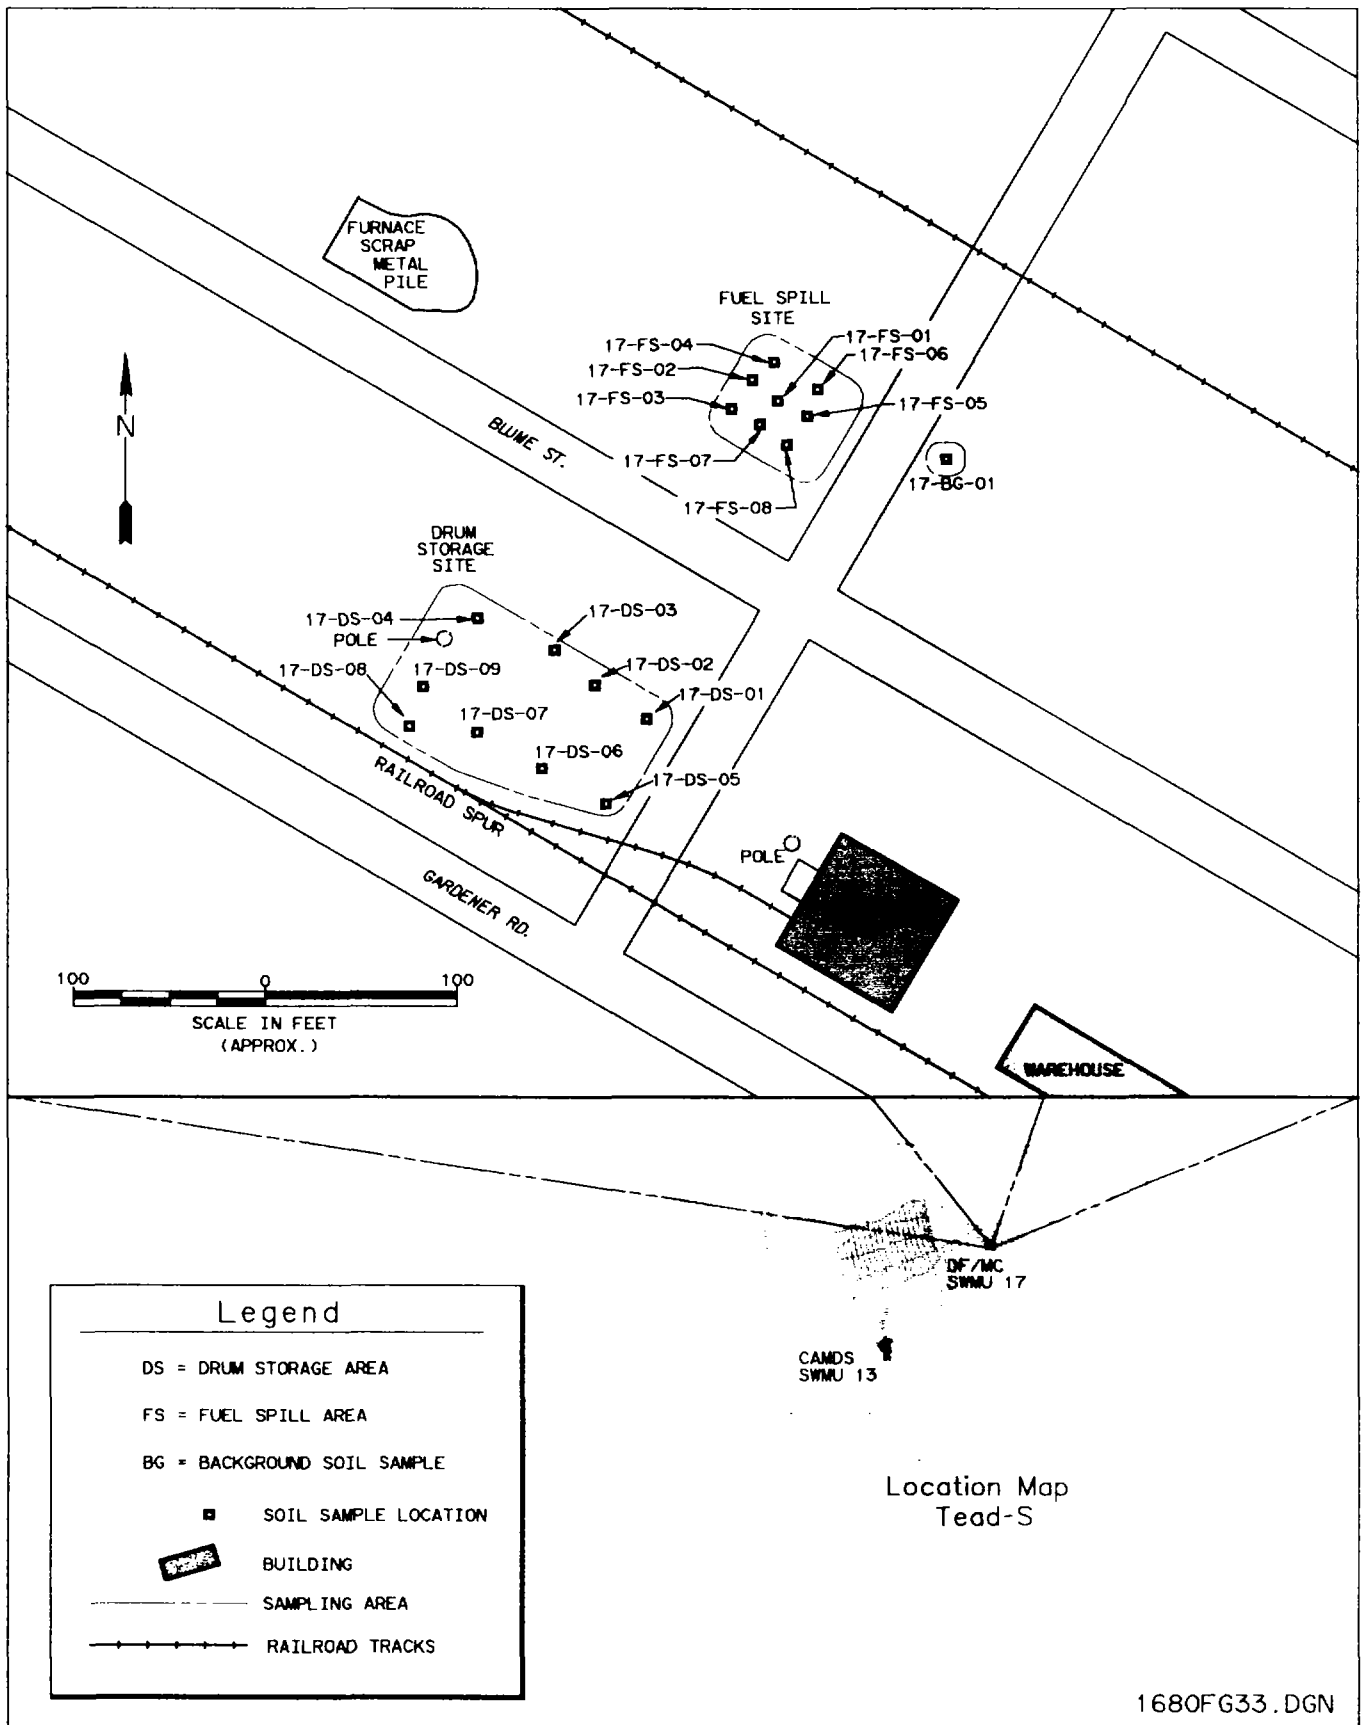 FURNACE
SCRAP
METAL
PILE
FUEL SPILL
SITE
17-FS-01
17-FS-04
17-FS-06
17-FS-02
17-FS-03
17-FS-05
17-FS-07
17-FS-08
17-BG-01
N
BLUME ST.
DRUM
STORAGE
SITE
17-DS-03
17-DS-04
POLE
17-DS-08
17-DS-09
17-DS-02
17-DS-01
17-DS-07
17-DS-06
17-DS-05
RAILROAD SPUR
POLE
GARDENER RD.
100 0 100
SCALE IN FEET
(APPROX.)
WAREHOUSE
DF/MC
SWMU 17
CAMDS
SWMU 13
Location Map
Tead-S
Legend
DS = DRUM STORAGE AREA
FS = FUEL SPILL AREA
BG = BACKGROUND SOIL SAMPLE
SOIL SAMPLE LOCATION
BUILDING
SAMPLING AREA
RAILROAD TRACKS
1680FG33.DGN